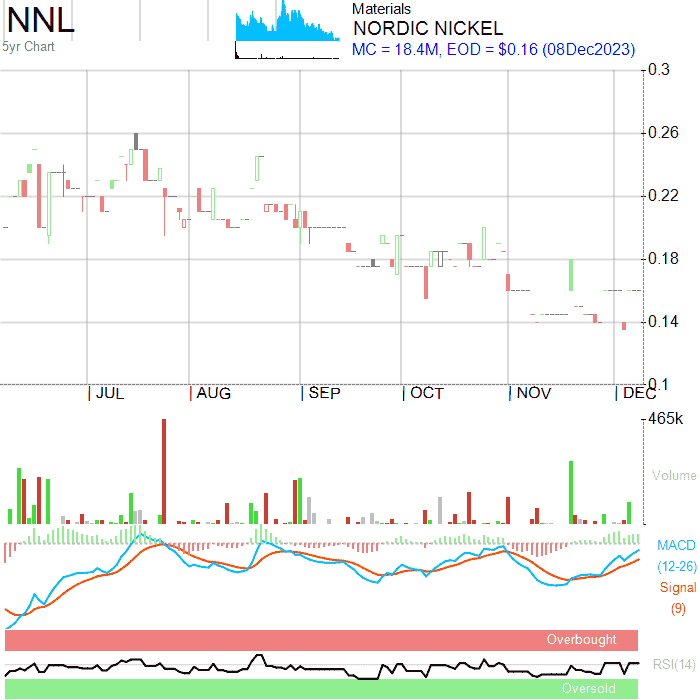 NNL
5yr Chart
Materials
NORDIC NICKEL
MC = 18.4M, EOD = $0.16 (08Dec2023)
0.3
0.26
0.22
0.18
0.14
0.1
JUL
AUG
SEP
OCT
NOV
DEC
465k
Volume
MACD
(12-26)
Signal
(9)
Overbought
RSI(14)
Oversold